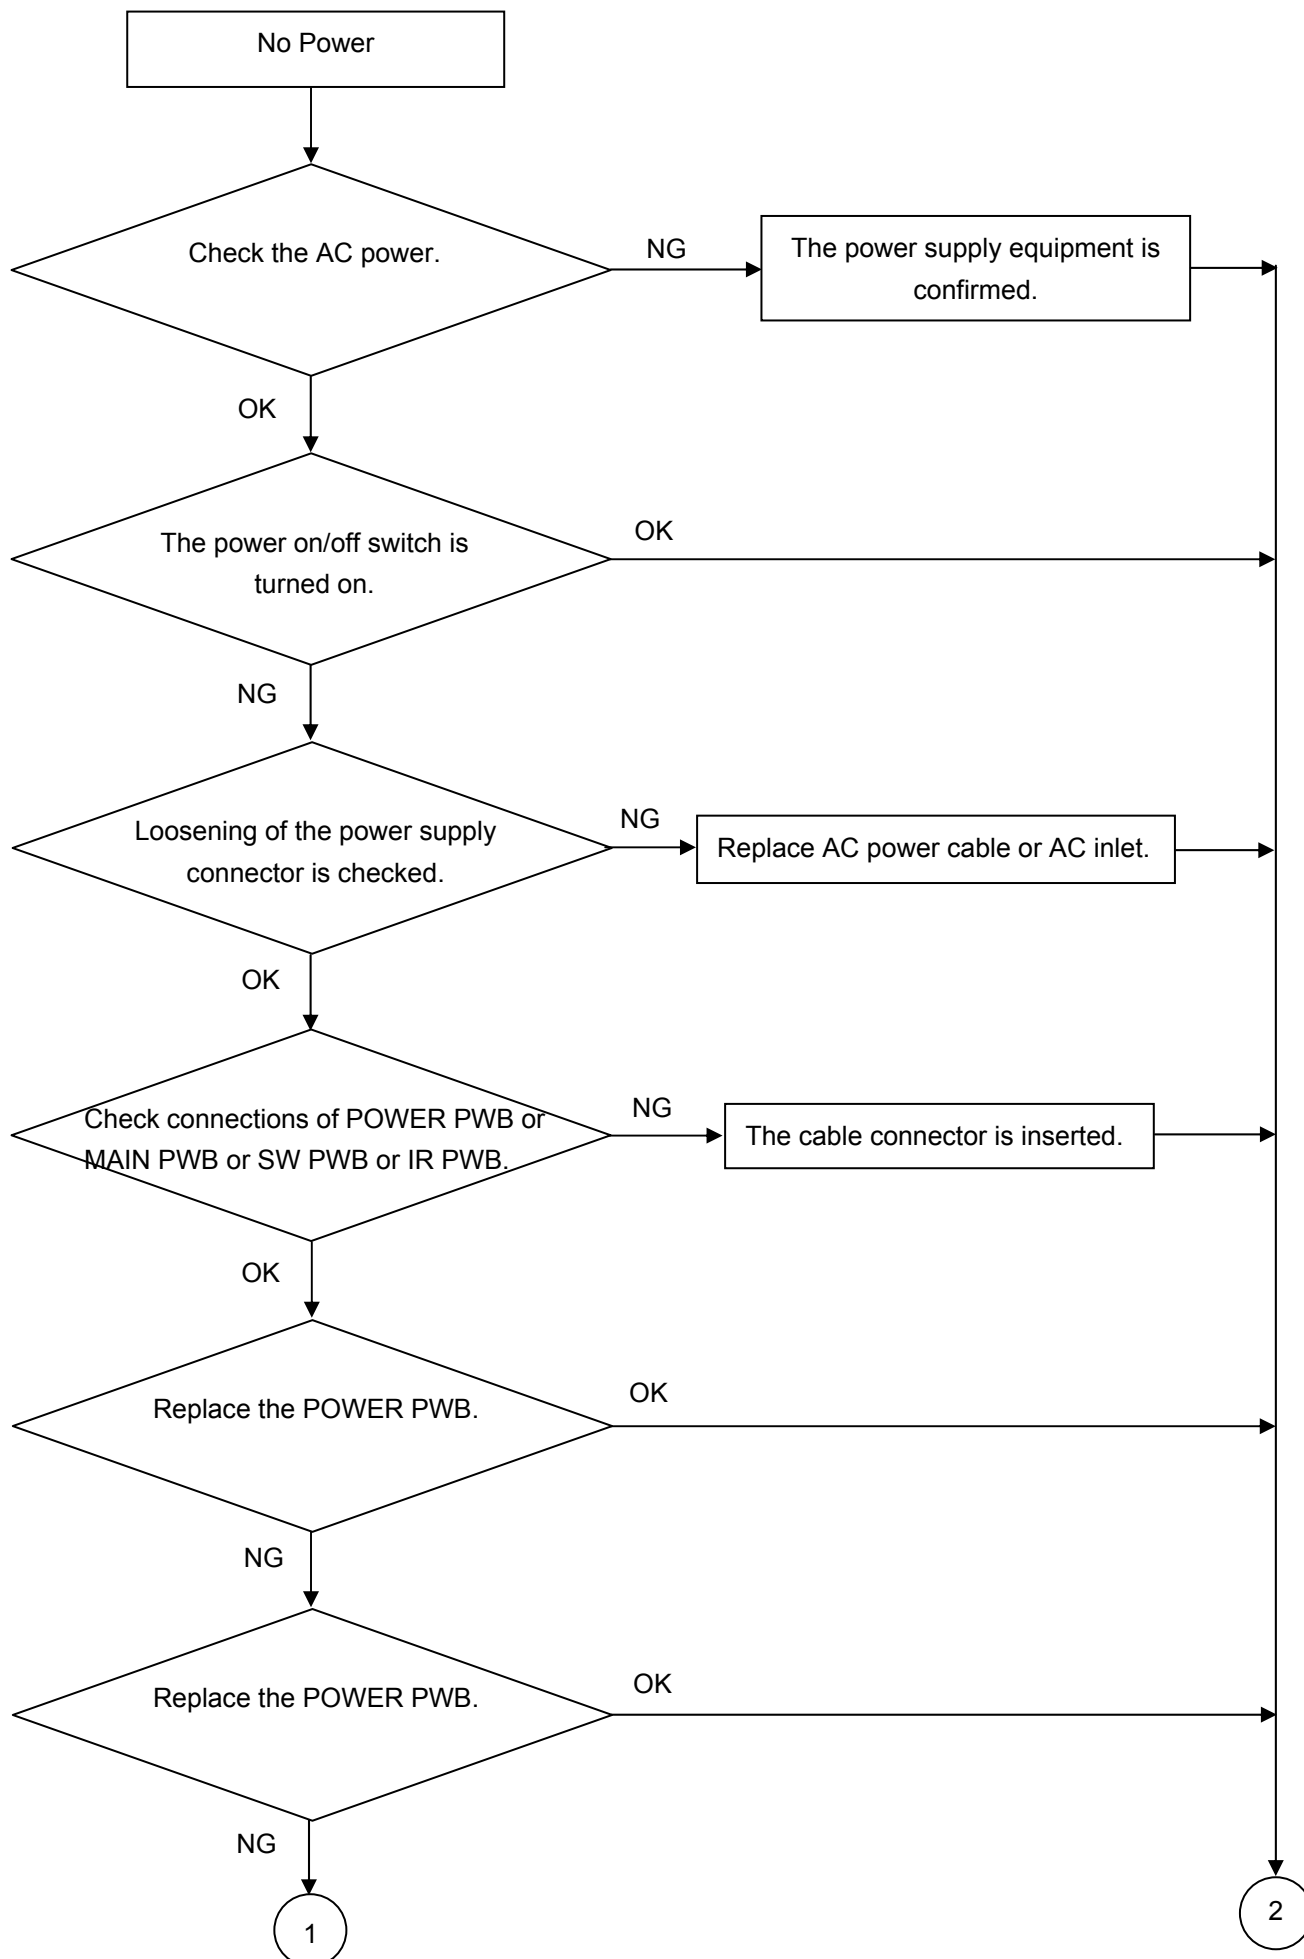 No Power
Check the AC power.
NG
The power supply equipment is
confirmed.
OK
The power on/off switch is
turned on.
OK
NG
Loosening of the power supply
connector is checked.
NG
Replace AC power cable or AC inlet.
OK
Check connections of POWER PWB or
MAIN PWB or SW PWB or IR PWB.
NG
The cable connector is inserted.
OK
Replace the POWER PWB.
OK
NG
Replace the POWER PWB.
OK
NG
1
2